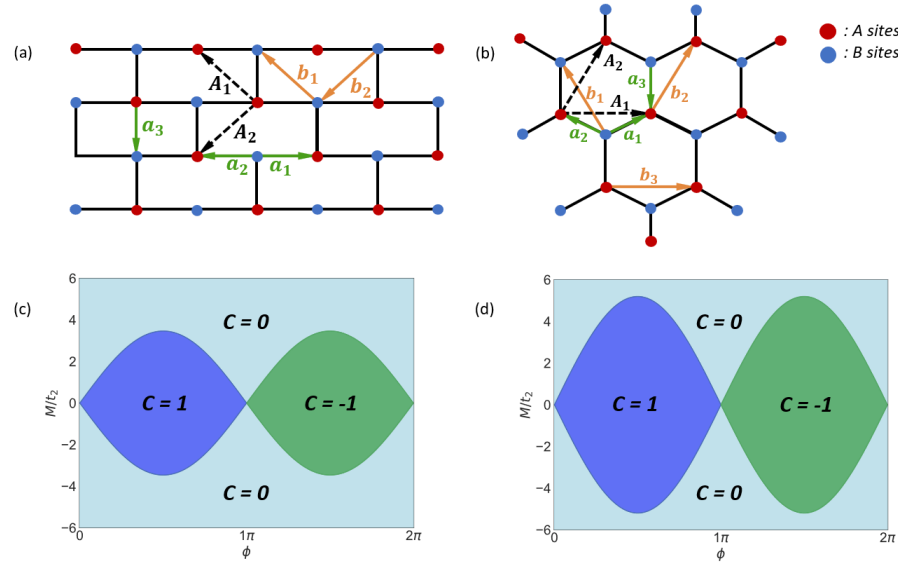 (a)
A₁
b₁
b₂
a₃
A₂
a₂
a₁
(b)
A₂
a₃
b₁
A₁
b₂
a₂
a₁
b₃
: A sites
: B sites
(c)
6
4
2
0
−2
−4
−6
M/t₂
C = 0
C = 1
C = -1
C = 0
0
1π
2π
ϕ
(d)
6
4
2
0
−2
−4
−6
M/t₂
C = 0
C = 1
C = -1
C = 0
0
1π
2π
ϕ